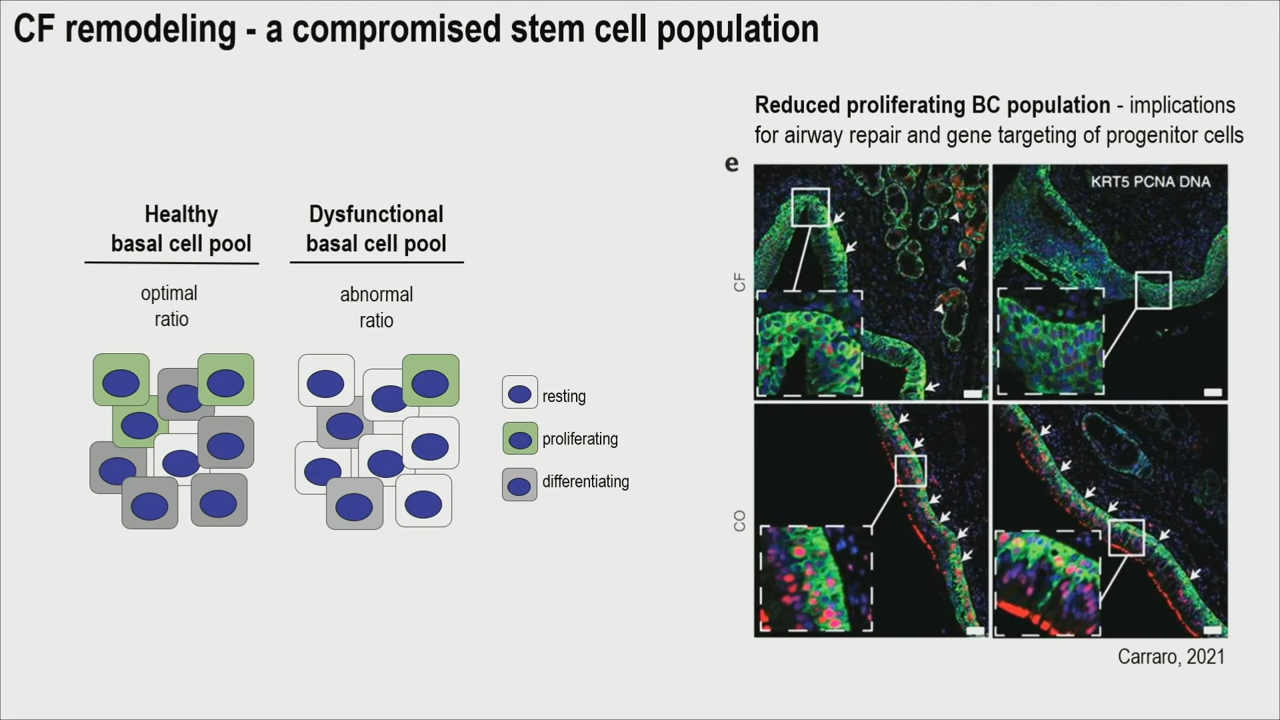 CF remodeling - a compromised stem cell population
Reduced proliferating BC population - implications
for airway repair and gene targeting of progenitor cells
e
Healthy
basal cell pool
optimal
ratio
Dysfunctional
basal cell pool
abnormal
ratio
resting
proliferating
differentiating
KRT5 PCNA DNA
CF
CO
Carraro, 2021